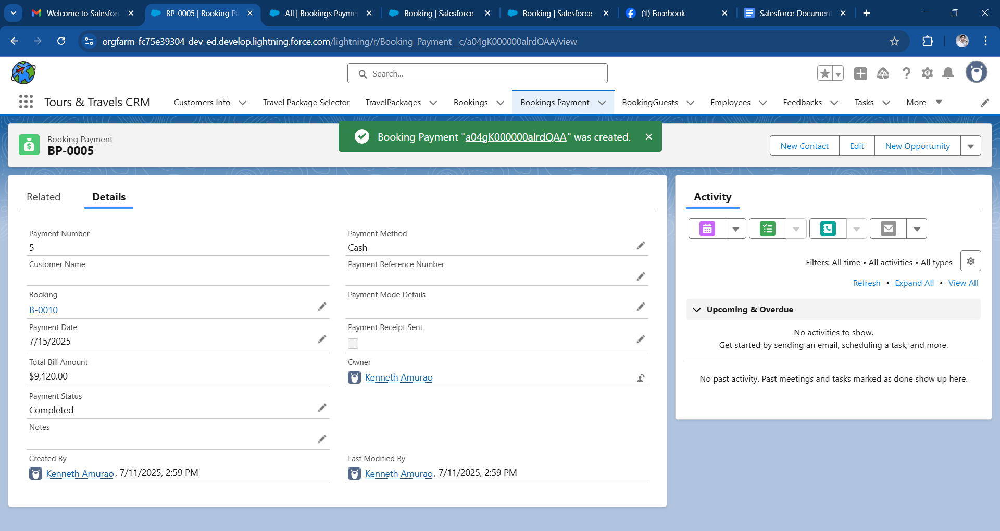 Welcome to Salesforc
BP-0005 | Booking Pa
All | Bookings Paymen
Booking | Salesforce
Booking | Salesforce
(1) Facebook
Salesforce Document
orgfarm-fc75e39304-dev-ed.develop.lightning.force.com/lightning/r/Booking_Payment__c/a04gK000000alrdQAA/view
Search...
Tours & Travels CRM
Customers Info
Travel Package Selector
TravelPackages
Bookings
Bookings Payment
BookingGuests
Employees
Feedbacks
Tasks
More
Booking Payment
BP-0005
Booking Payment "a04gK000000alrdQAA" was created.
New Contact
Edit
New Opportunity
Related
Details
Payment Number
5
Payment Method
Cash
Customer Name
Payment Reference Number
Booking
B-0010
Payment Mode Details
Payment Date
7/15/2025
Payment Receipt Sent
Total Bill Amount
$9,120.00
Owner
Kenneth Amurao
Payment Status
Completed
Notes
Created By
Kenneth Amurao, 7/11/2025, 2:59 PM
Last Modified By
Kenneth Amurao, 7/11/2025, 2:59 PM
Activity
Filters: All time • All activities • All types
Refresh • Expand All • View All
Upcoming & Overdue
No activities to show.
Get started by sending an email, scheduling a task, and more.
No past activity. Past meetings and tasks marked as done show up here.